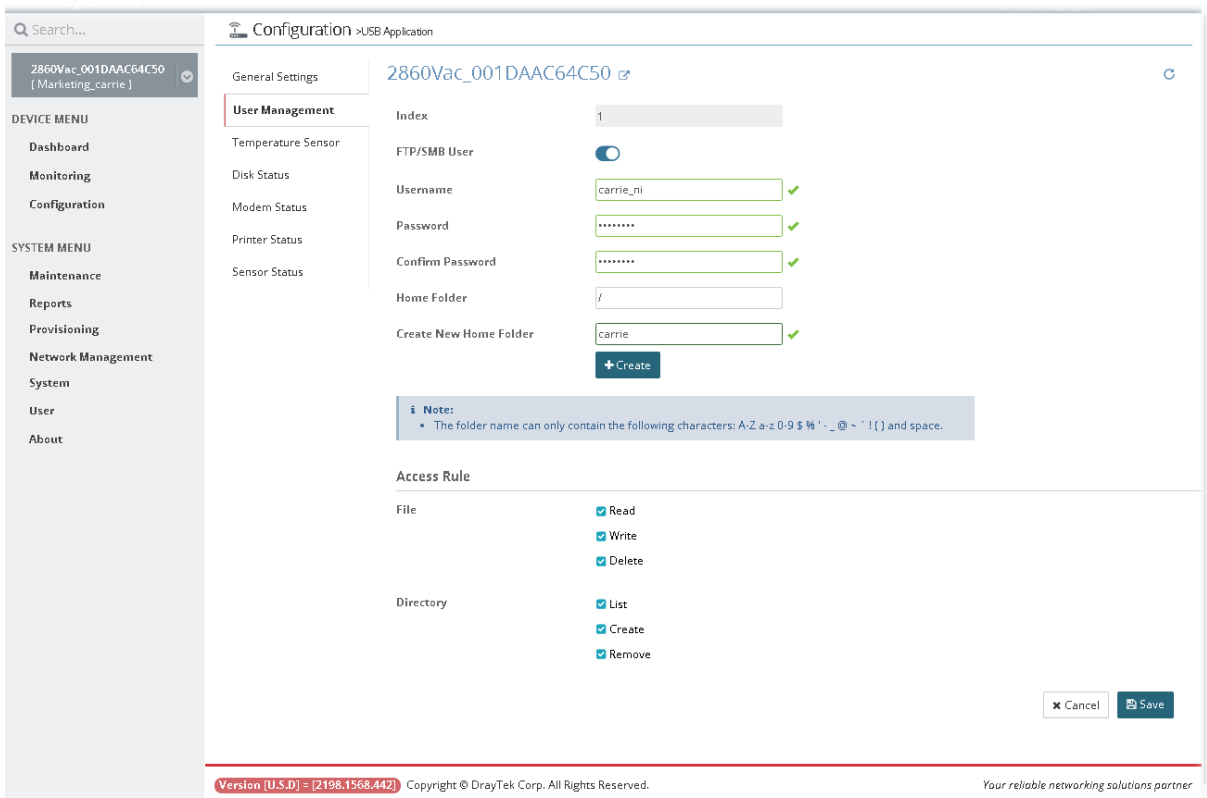 Search...
Configuration >USB Application
2860Vac_001DAAC64C50
( Marketing_carrie )
DEVICE MENU
Dashboard
Monitoring
Configuration
SYSTEM MENU
Maintenance
Reports
Provisioning
Network Management
System
User
About
General Settings
User Management
Temperature Sensor
Disk Status
Modem Status
Printer Status
Sensor Status
2860Vac_001DAAC64C50
Index 1
FTP/SMB User
Username carrie_ni
Password ••••••••
Confirm Password ••••••••
Home Folder /
Create New Home Folder carrie
+ Create
i Note:
• The folder name can only contain the following characters: A-Z a-z 0-9 $ % ' - _ @ ~ ` ! ( ) and space.
Access Rule
File Read
Write
Delete
Directory List
Create
Remove
Cancel Save
Version [U.S.D] = [2198.1568.442] Copyright © DrayTek Corp. All Rights Reserved. Your reliable networking solutions partner